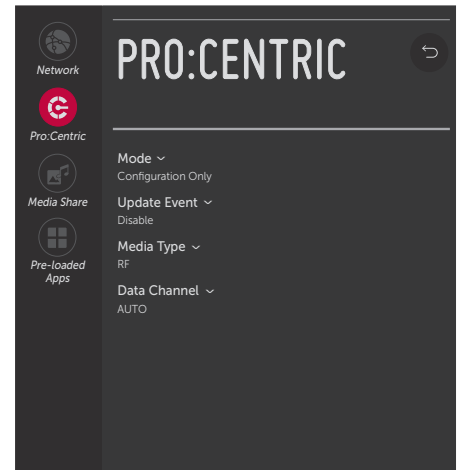 Network
Pro:Centric
Media Share
Pre-loaded
Apps
PRO:CENTRIC
Mode
Configuration Only
Update Event
Disable
Media Type
RF
Data Channel
AUTO